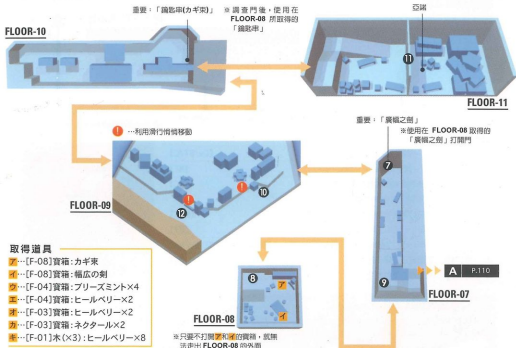 重要：「鑰匙串(カギ束)」
※調查門後，使用在
FLOOR-08 所取得的
「鑰匙串」
亞諾
FLOOR-10
11
FLOOR-11
重要：「廣幅之劍」
※使用在 FLOOR-08 取得的
「廣幅之劍」打開門
! …利用滑行悄悄移動
7
!
!
10
12
FLOOR-09
取得道具
ア…[F-08]寶箱：カギ束
イ…[F-08]寶箱：幅広の剣
ウ…[F-04]寶箱：ブリーズミント×4
エ…[F-04]寶箱：ヒールベリー×2
オ…[F-03]寶箱：ヒールベリー×2
カ…[F-03]寶箱：ネクタール×2
キ…[F-01]木(×3)：ヒールベリー×8
8
ア
イ
FLOOR-08
※只要不打開ア和イ的寶箱，就無
法走出 FLOOR-08 的外面
9
A P.110
FLOOR-07